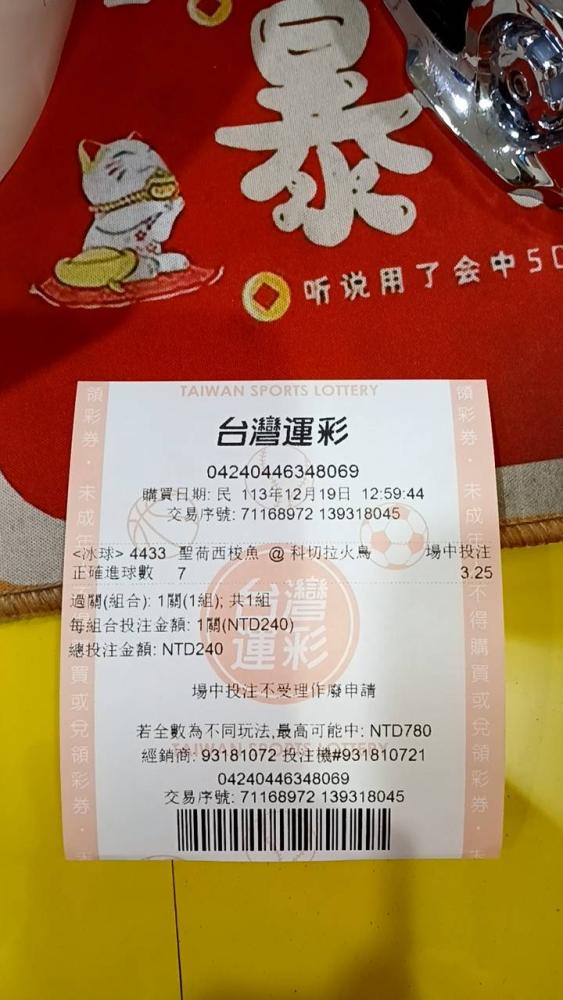 暴
听说用了会中50
TAIWAN SPORTS LOTTERY
台灣運彩
04240446348069
購買日期: 民 113年12月19日 12:59:44
交易序號: 71168972 139318045
<冰球> 4433 聖荷西梭魚 @ 科切拉火鳥 場中投注
正確進球數 7 3.25
台灣運彩
過關(組合): 1關(1組); 共1組
每組合投注金額: 1關(NTD240)
總投注金額: NTD240
場中投注不受理作廢申請
若全數為不同玩法,最高可能中: NTD780
TAIWAN SPORTS LOTTERY
經銷商: 93181072 投注機#931810721
04240446348069
交易序號: 71168972 139318045
領彩券・未成年
買或兌領彩券・未
領彩券・未成年
不得購買或兌領彩券・未